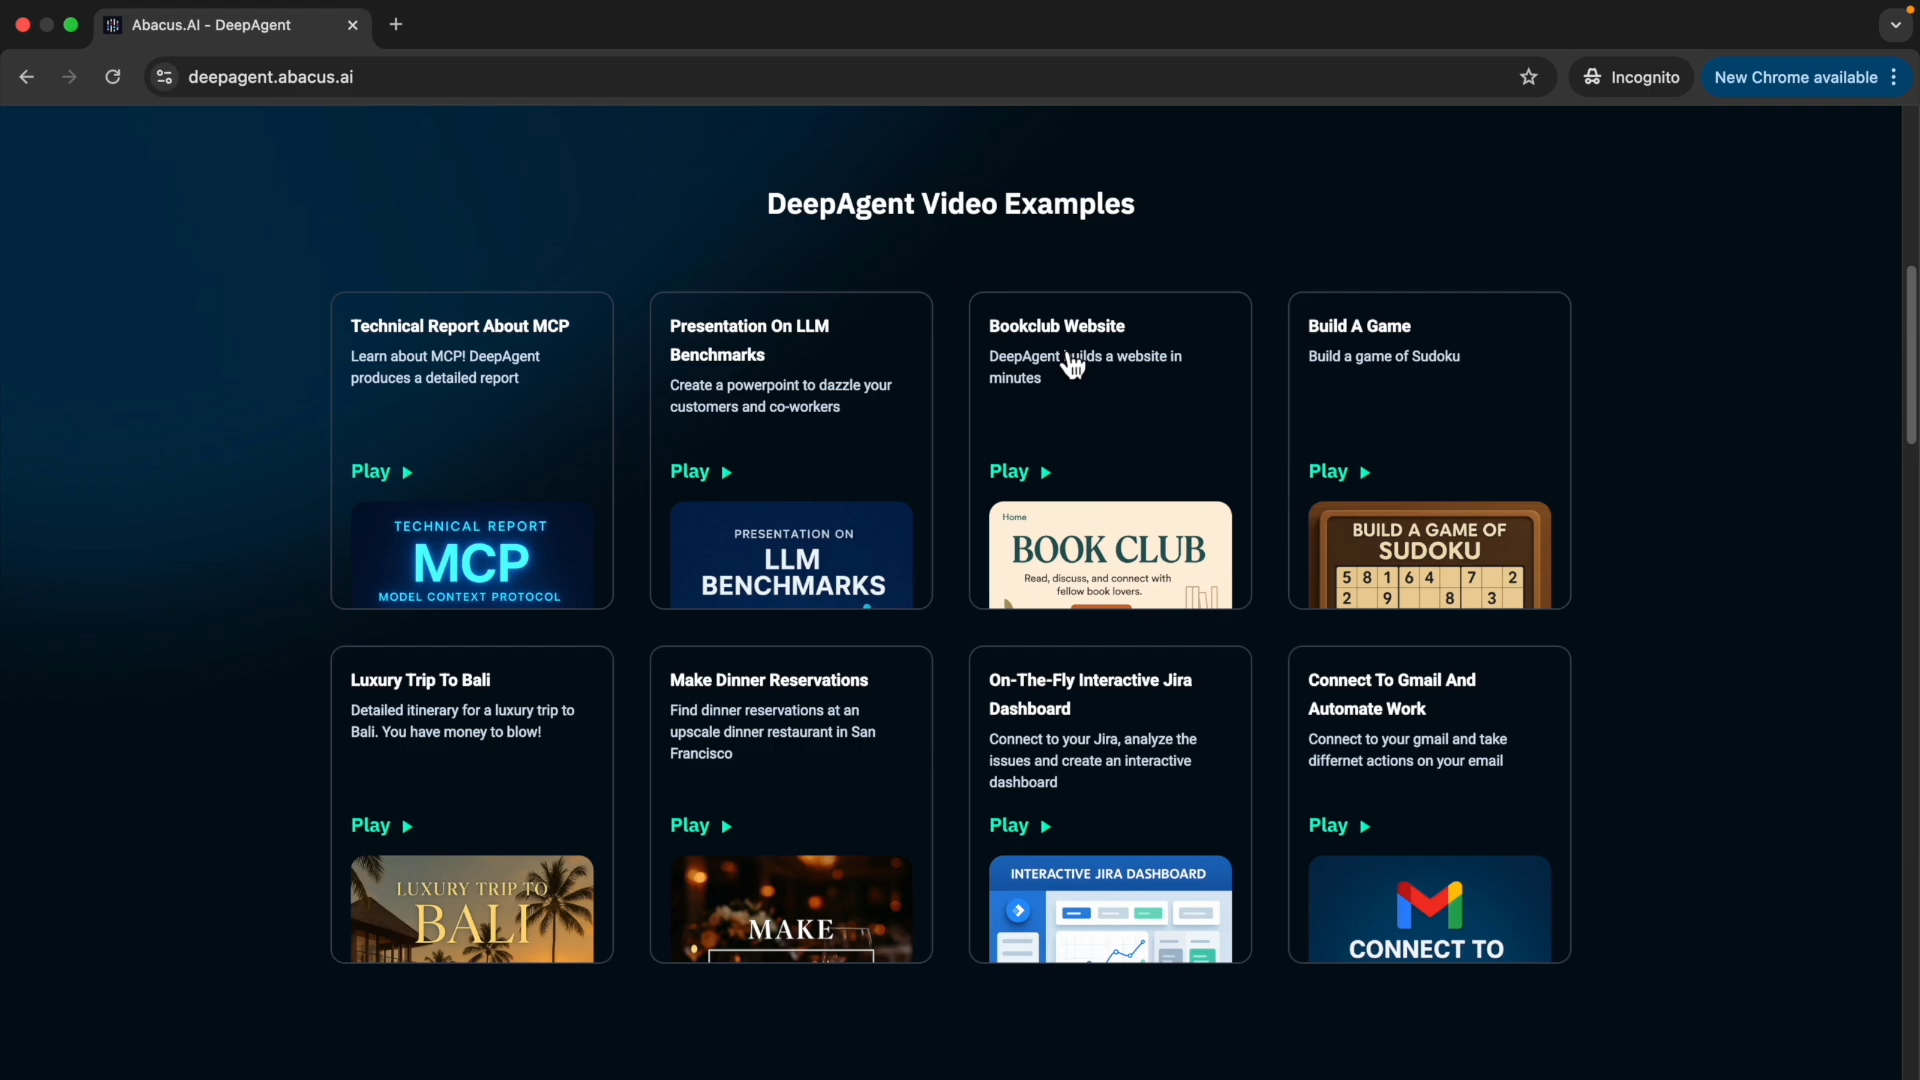 Abacus.AI - DeepAgent
deepagent.abacus.ai
Incognito
New Chrome available
DeepAgent Video Examples
Technical Report About MCP
Learn about MCP! DeepAgent
produces a detailed report
Play
TECHNICAL REPORT
MCP
MODEL CONTEXT PROTOCOL
Presentation On LLM
Benchmarks
Create a powerpoint to dazzle your
customers and co-workers
Play
PRESENTATION ON
LLM
BENCHMARKS
Bookclub Website
DeepAgent builds a website in
minutes
Play
Home
BOOK CLUB
Read, discuss, and connect with
fellow book lovers.
Build A Game
Build a game of Sudoku
Play
BUILD A GAME OF
SUDOKU
5 8 1 6 4 7 2
2 9 8 3
Luxury Trip To Bali
Detailed itinerary for a luxury trip to
Bali. You have money to blow!
Play
LUXURY TRIP TO
BALI
Make Dinner Reservations
Find dinner reservations at an
upscale dinner restaurant in San
Francisco
Play
MAKE
On-The-Fly Interactive Jira
Dashboard
Connect to your Jira, analyze the
issues and create an interactive
dashboard
Play
INTERACTIVE JIRA DASHBOARD
Connect To Gmail And
Automate Work
Connect to your gmail and take
differnet actions on your email
Play
CONNECT TO